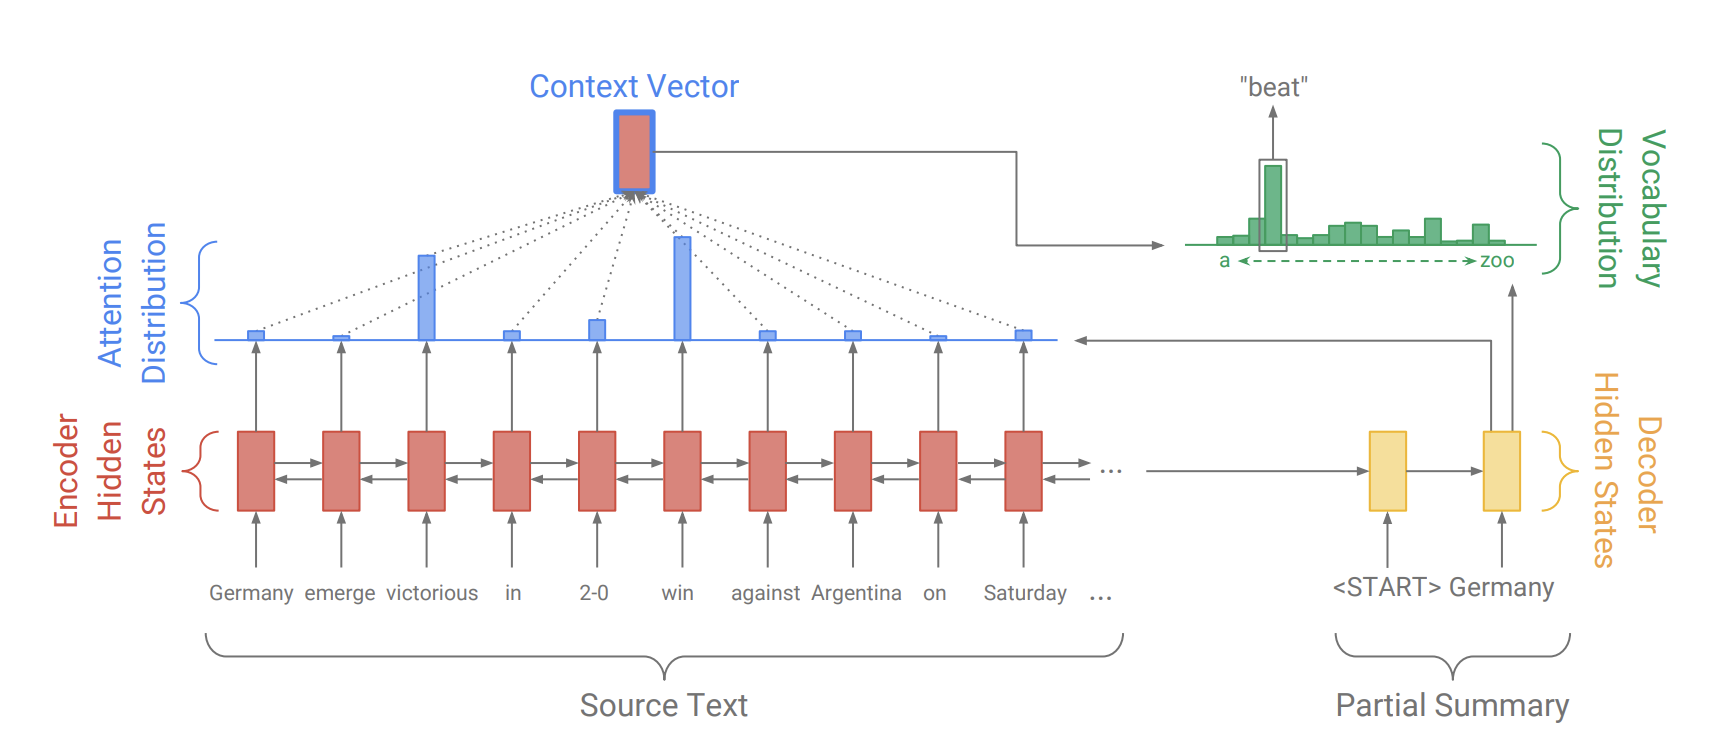 Context Vector
"beat"
a
zoo
Vocabulary
Distribution
Attention
Distribution
Encoder
Hidden
States
Decoder
Hidden States
...
Germany emerge victorious in 2-0 win against Argentina on Saturday ...
<START> Germany
Source Text
Partial Summary